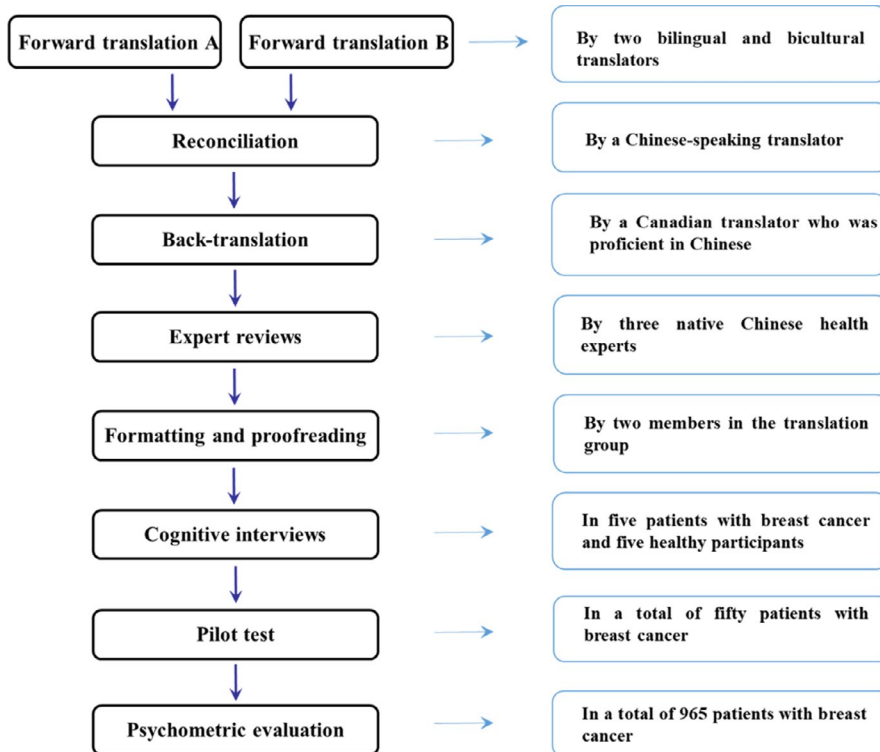 Forward translation A
Forward translation B
By two bilingual and bicultural
translators
Reconciliation
By a Chinese-speaking translator
Back-translation
By a Canadian translator who was
proficient in Chinese
Expert reviews
By three native Chinese health
experts
Formatting and proofreading
By two members in the translation
group
Cognitive interviews
In five patients with breast cancer
and five healthy participants
Pilot test
In a total of fifty patients with
breast cancer
Psychometric evaluation
In a total of 965 patients with breast
cancer